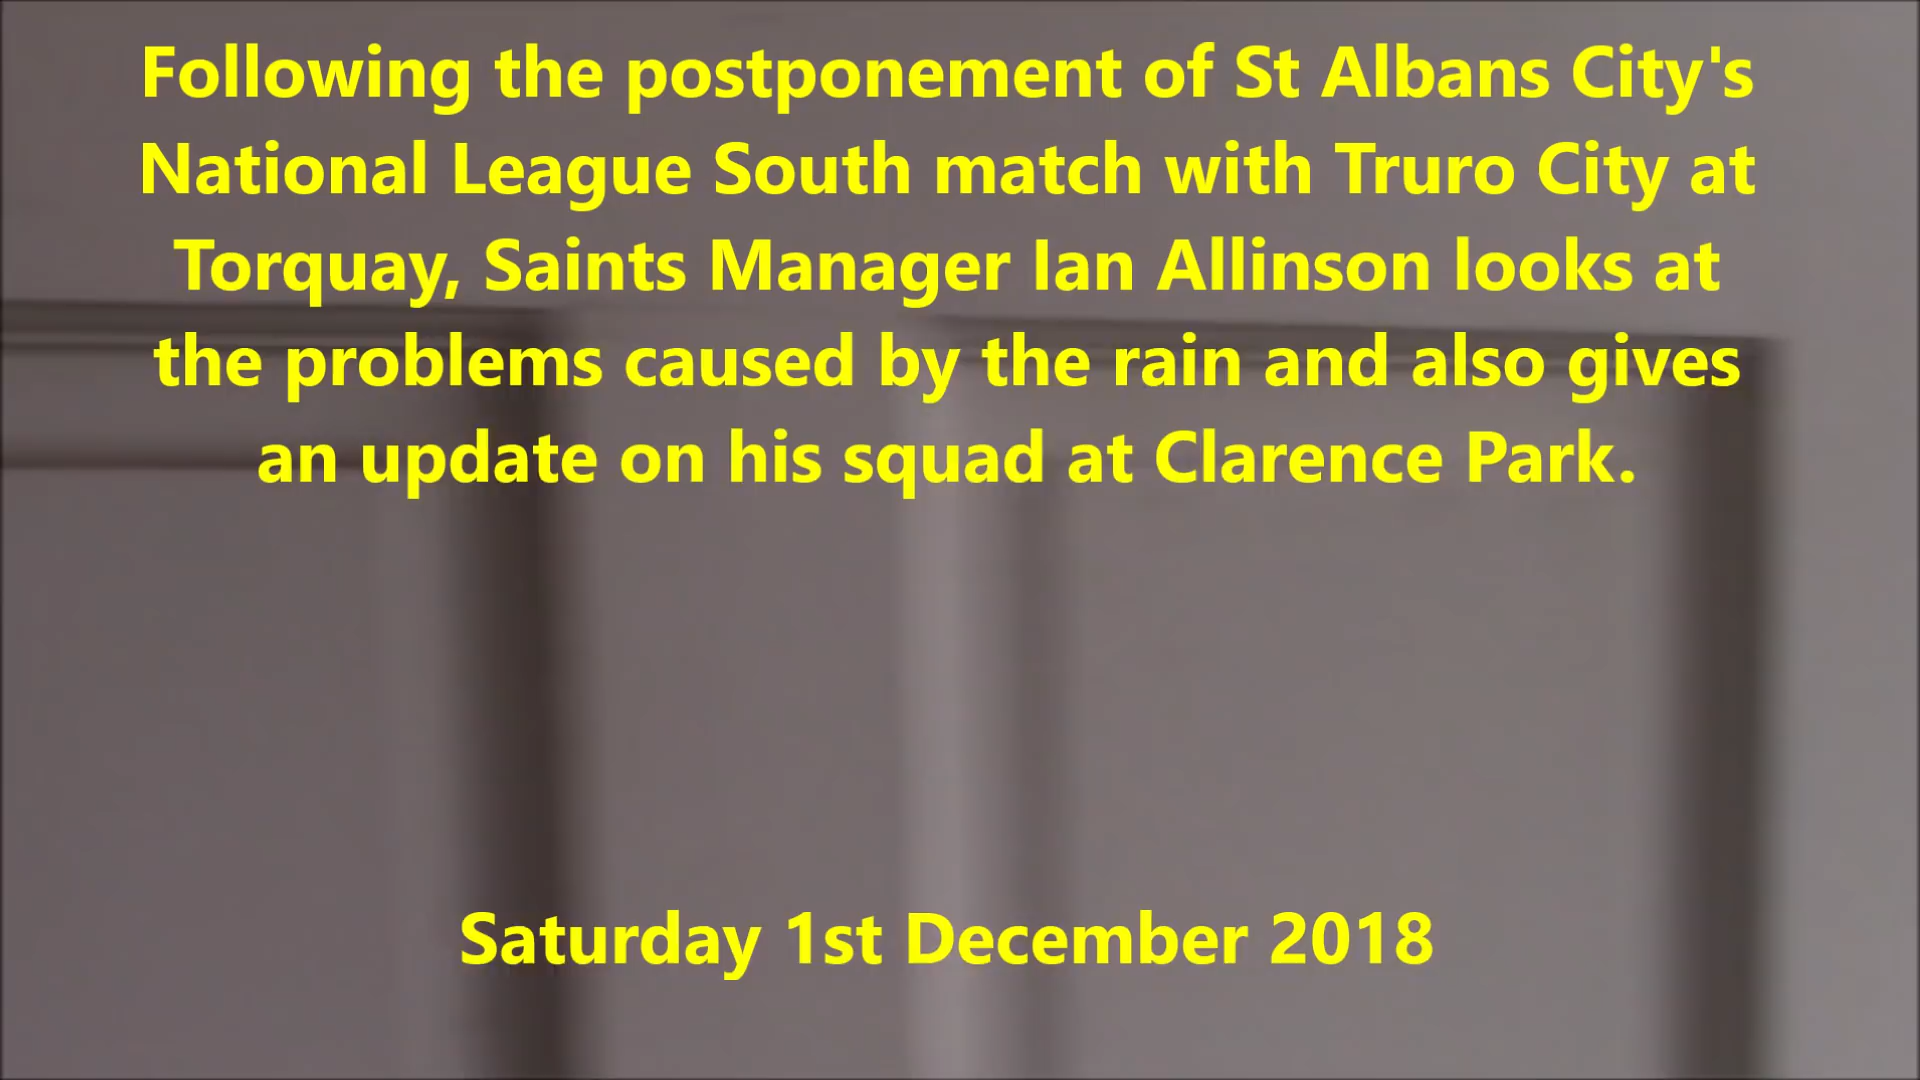 Following the postponement of St Albans City's
National League South match with Truro City at
Torquay, Saints Manager Ian Allinson looks at
the problems caused by the rain and also gives
an update on his squad at Clarence Park.
Saturday 1st December 2018